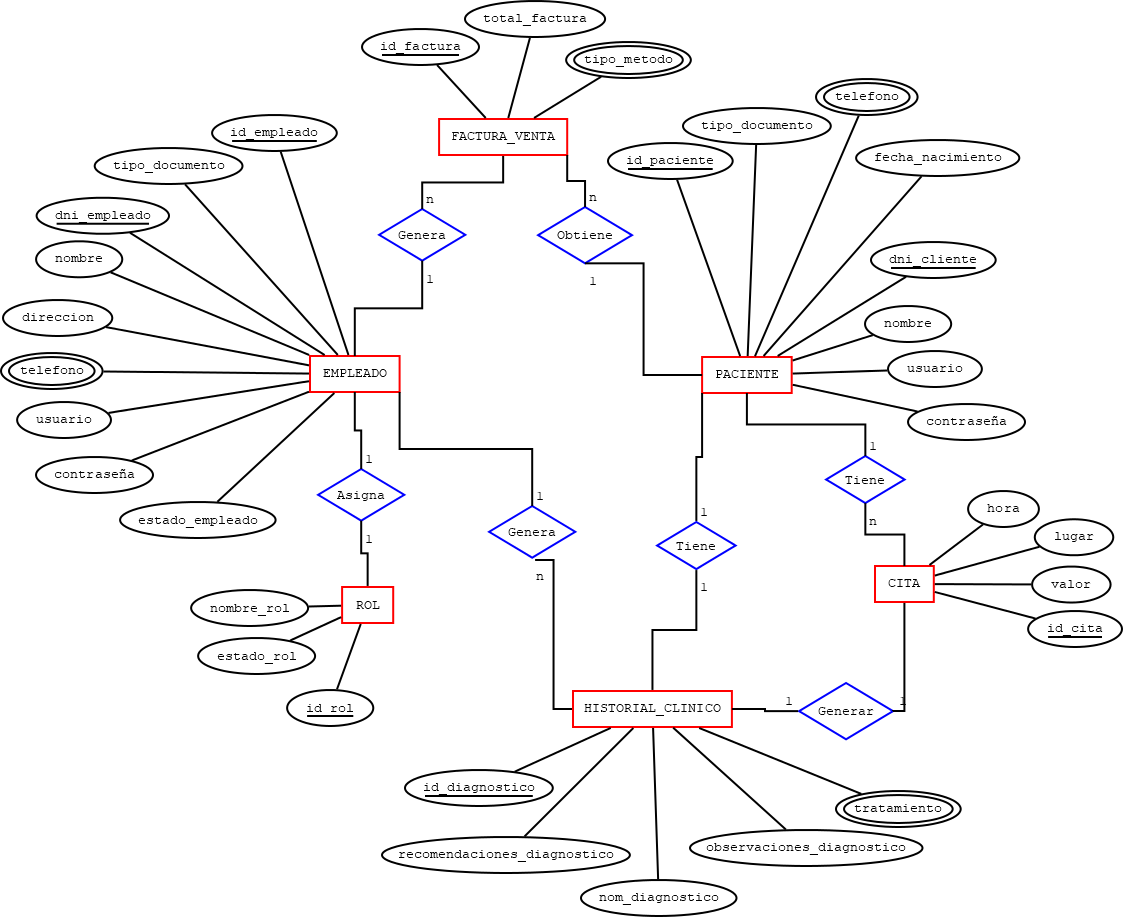 total_factura
id_factura
tipo_metodo
telefono
tipo_documento
id_empleado
FACTURA_VENTA
id_paciente
fecha_nacimiento
tipo_documento
dni_empleado
n
n
Genera
Obtiene
nombre
dni_cliente
1
1
direccion
nombre
telefono
EMPLEADO
PACIENTE
usuario
usuario
contraseña
contraseña
1
1
Tiene
Asigna
1
estado_empleado
hora
1
n
Genera
Tiene
lugar
1
n
1
CITA
valor
nombre_rol
ROL
id_cita
estado_rol
id_rol
HISTORIAL_CLINICO
1
Generar
1
id_diagnostico
tratamiento
recomendaciones_diagnostico
observaciones_diagnostico
nom_diagnostico